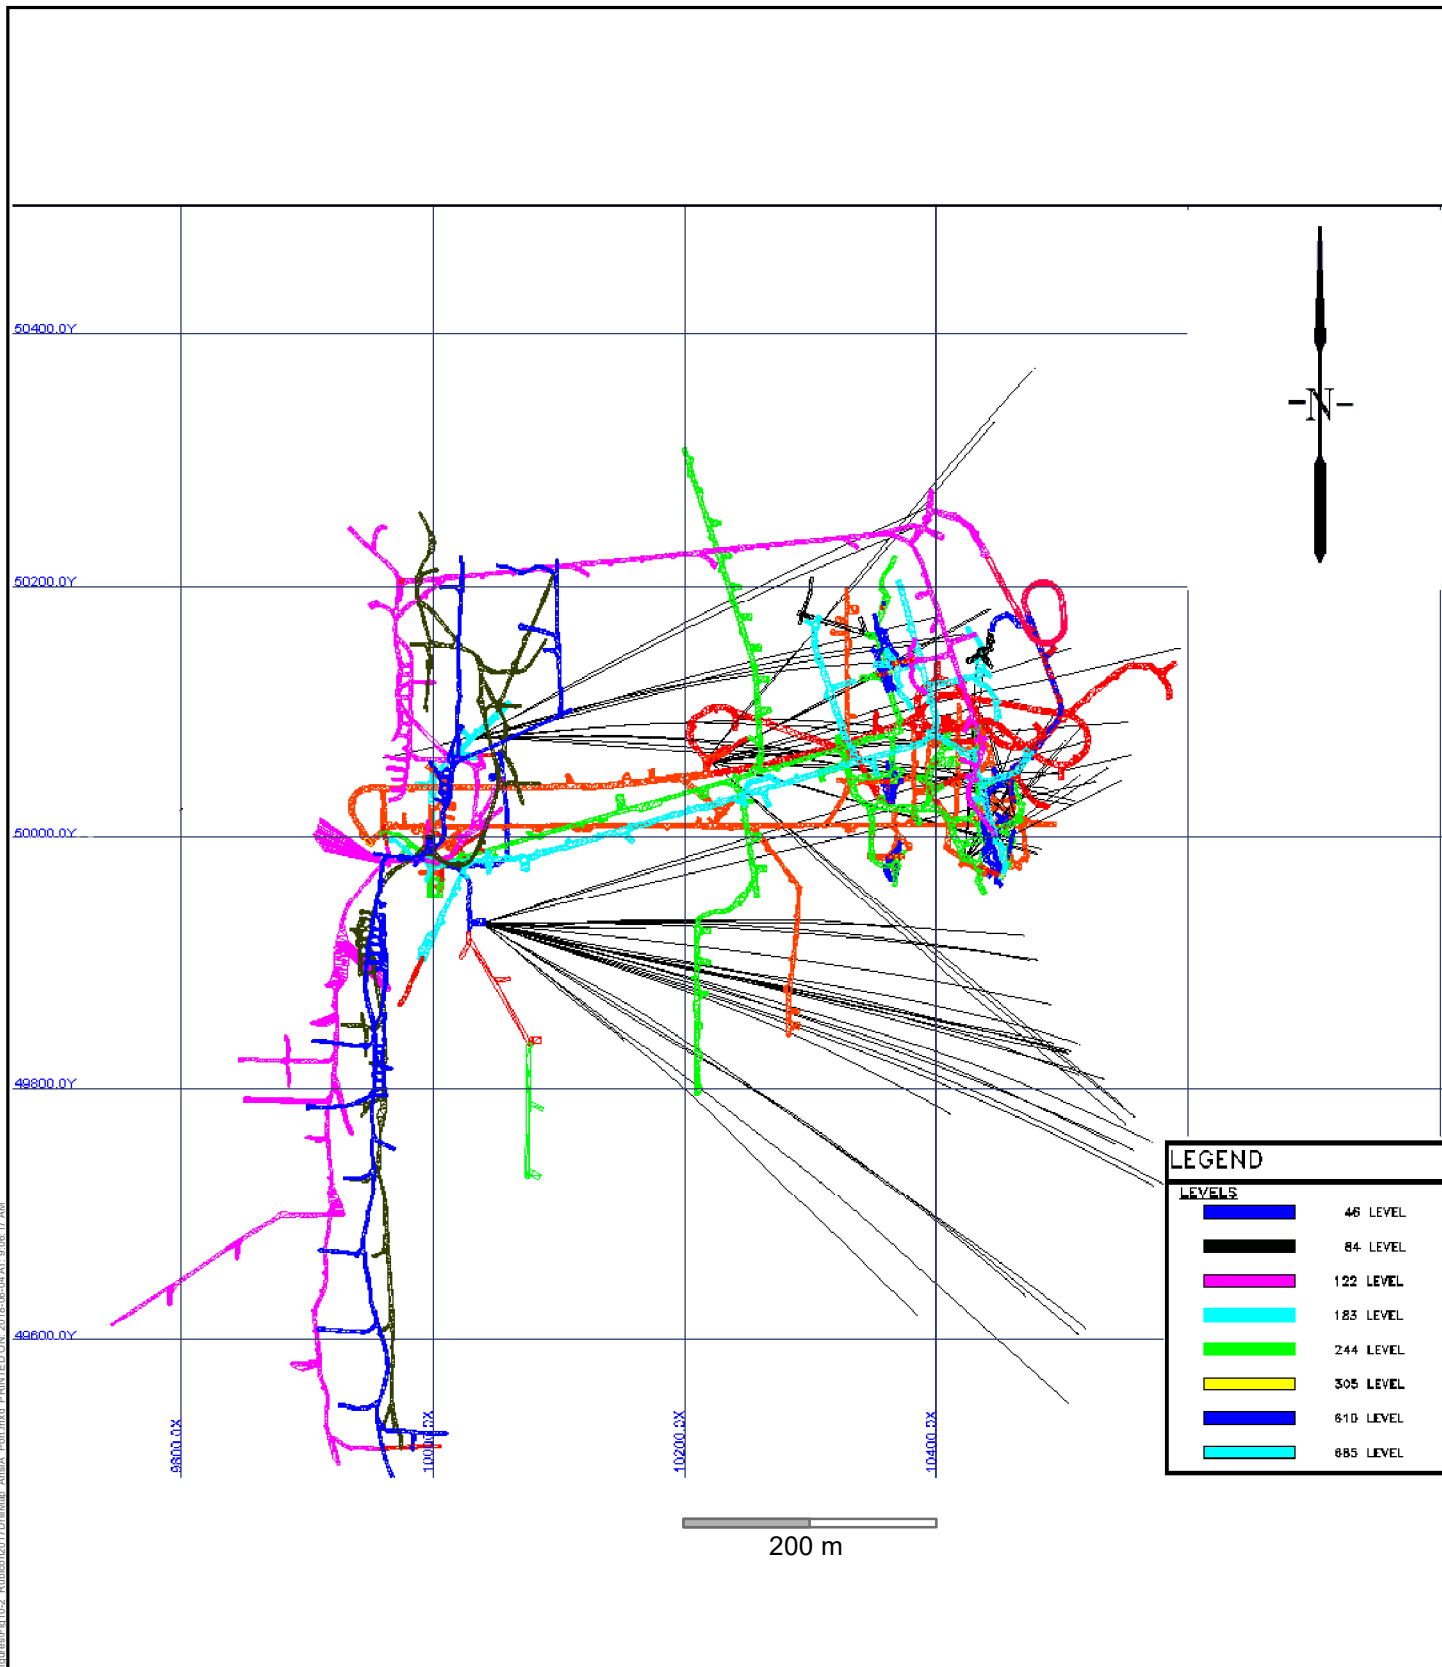 50400.0Y
-N-
50200.0Y
50000.0Y
49800.0Y
49600.0Y
9800.0X
10000.0X
10200.0X
10400.0X
LEGEND
LEVELS
46 LEVEL
84 LEVEL
122 LEVEL
183 LEVEL
244 LEVEL
305 LEVEL
610 LEVEL
685 LEVEL
200 m